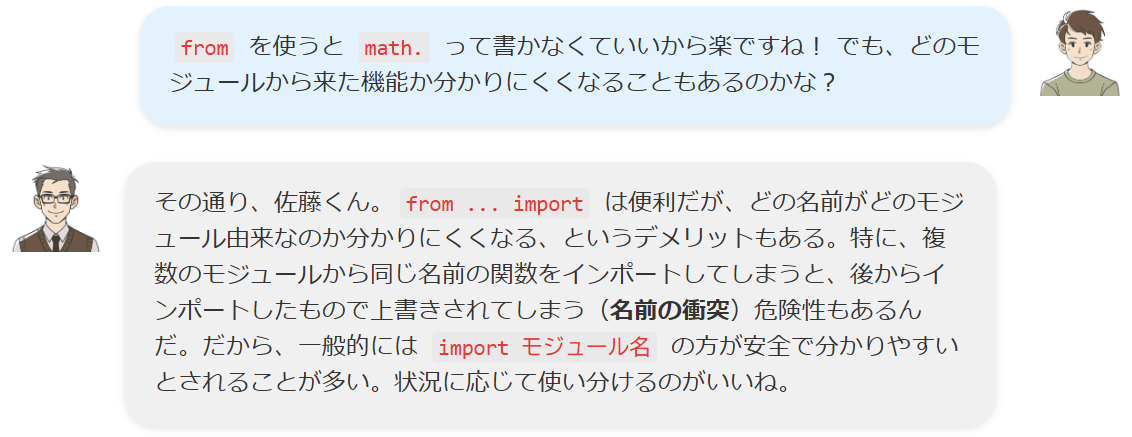 from を使うと math. って書かなくていいから楽ですね！ でも、どのモ
ジュールから来た機能か分かりにくくなることもあるのかな？
その通り、佐藤くん。 from ... import は便利だが、どの名前がどのモジ
ュール由来なのか分かりにくくなる、というデメリットもある。特に、複
数のモジュールから同じ名前の関数をインポートしてしまうと、後からイ
ンポートしたもので上書きされてしまう（名前の衝突）危険性もあるん
だ。だから、一般的には import モジュール名 の方が安全で分かりやすい
とされることが多い。状況に応じて使い分けるのがいいね。